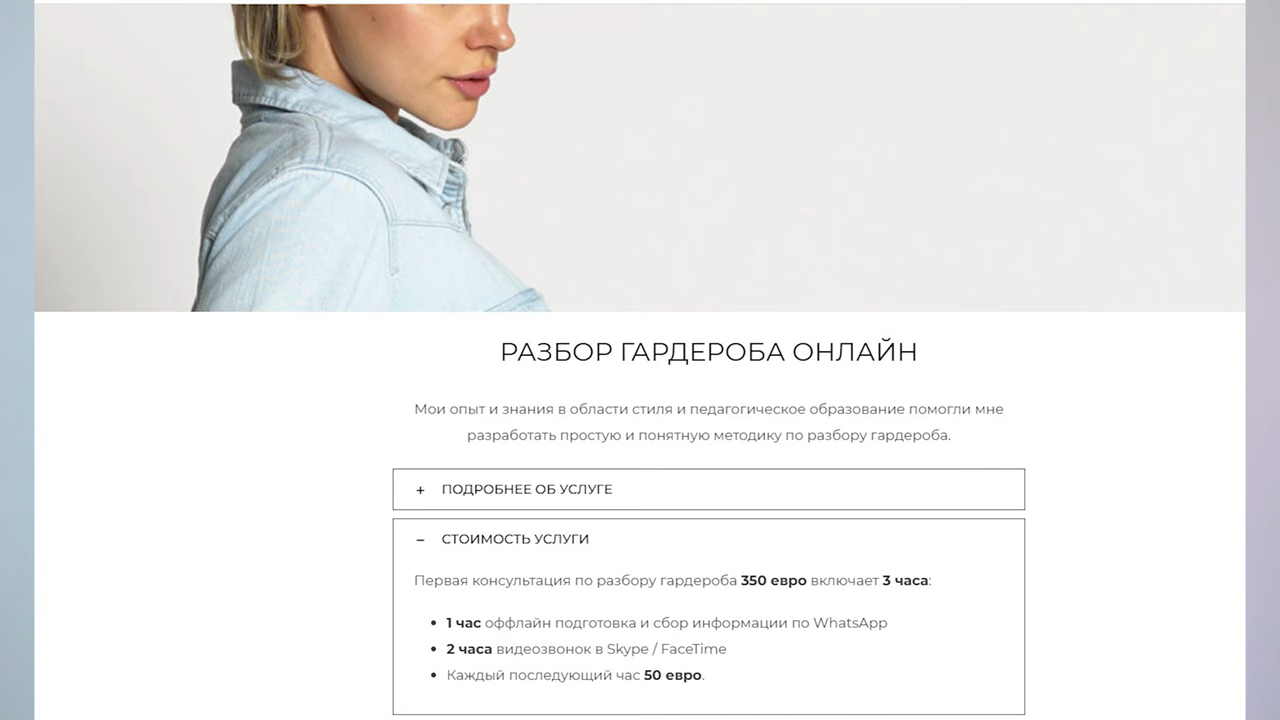 РАЗБОР ГАРДЕРОБА ОНЛАЙН
Мои опыт и знания в области стиля и педагогическое образование помогли мне
разработать простую и понятную методику по разбору гардероба.
+ ПОДРОБНЕЕ ОБ УСЛУГЕ
− СТОИМОСТЬ УСЛУГИ
Первая консультация по разбору гардероба 350 евро включает 3 часа:
• 1 час оффлайн подготовка и сбор информации по WhatsApp
• 2 часа видеозвонок в Skype / FaceTime
• Каждый последующий час 50 евро.